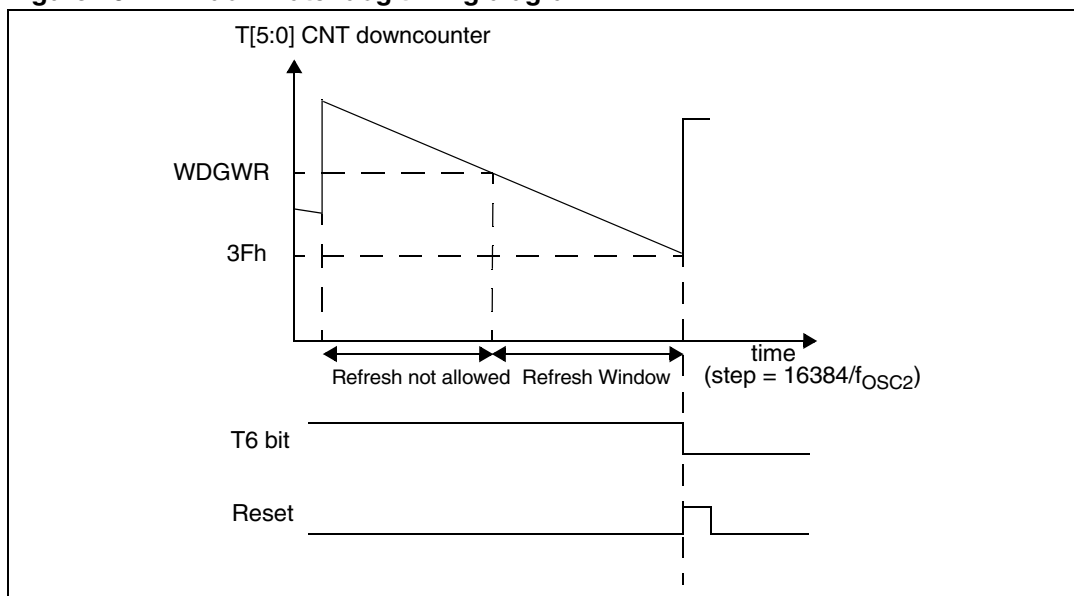 T[5:0] CNT downcounter
WDGWR
3Fh
time
Refresh not allowed Refresh Window (step = 16384/fOSC2)
T6 bit
Reset